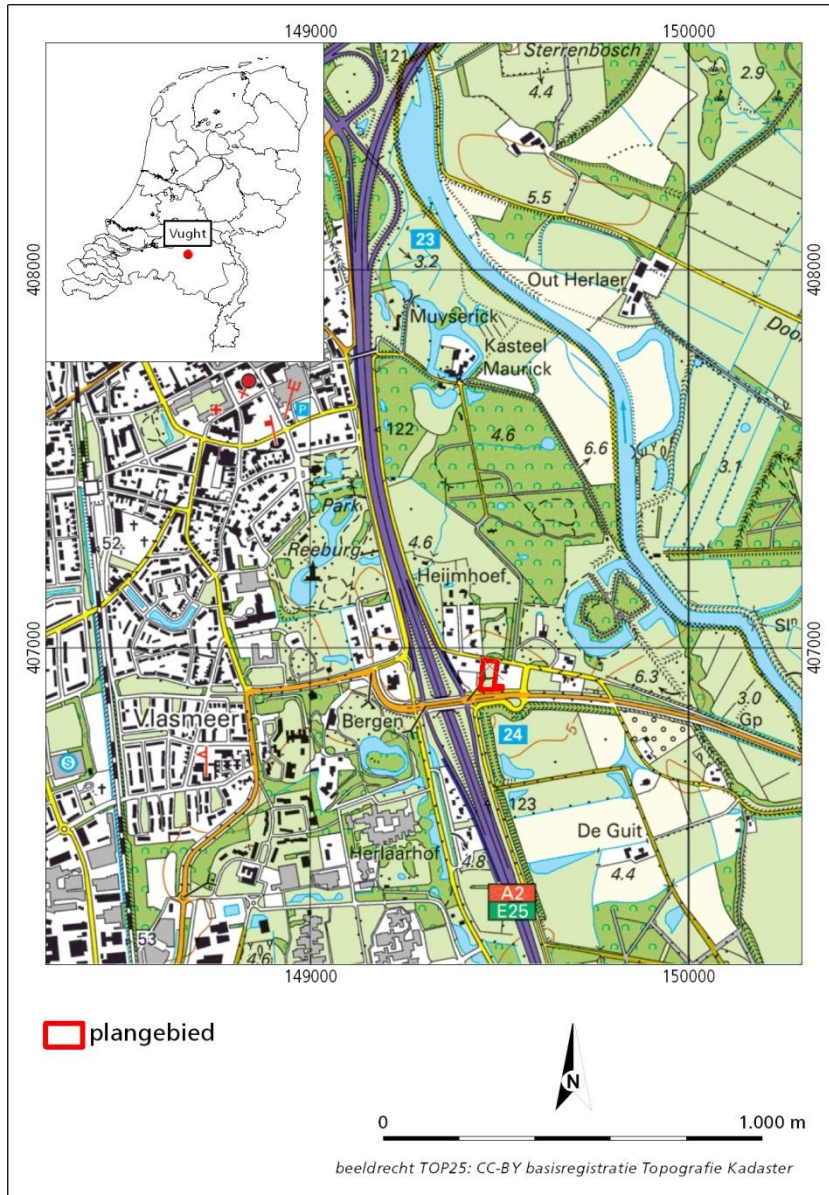 149000
150000
121
Sterrenbosch
4.4
2.9
5.5
Vught
23
3.2
408000
408000
Out Herlaer
Muyserick
Kasteel
Maurick
Door
P
122
4.6
6.6
3.1
Park
Reeburg
52
4.6
Heijmhoef
407000
407000
Sln
6.3
Vlasmeer
Bergen
3.0
Gp
24
5
S
123
De Guit
Herlaarhof
4.8
4.4
A2
E25
53
4.6
149000
150000
plangebied
N
0
1.000 m
beeldrecht TOP25: CC-BY basisregistratie Topografie Kadaster